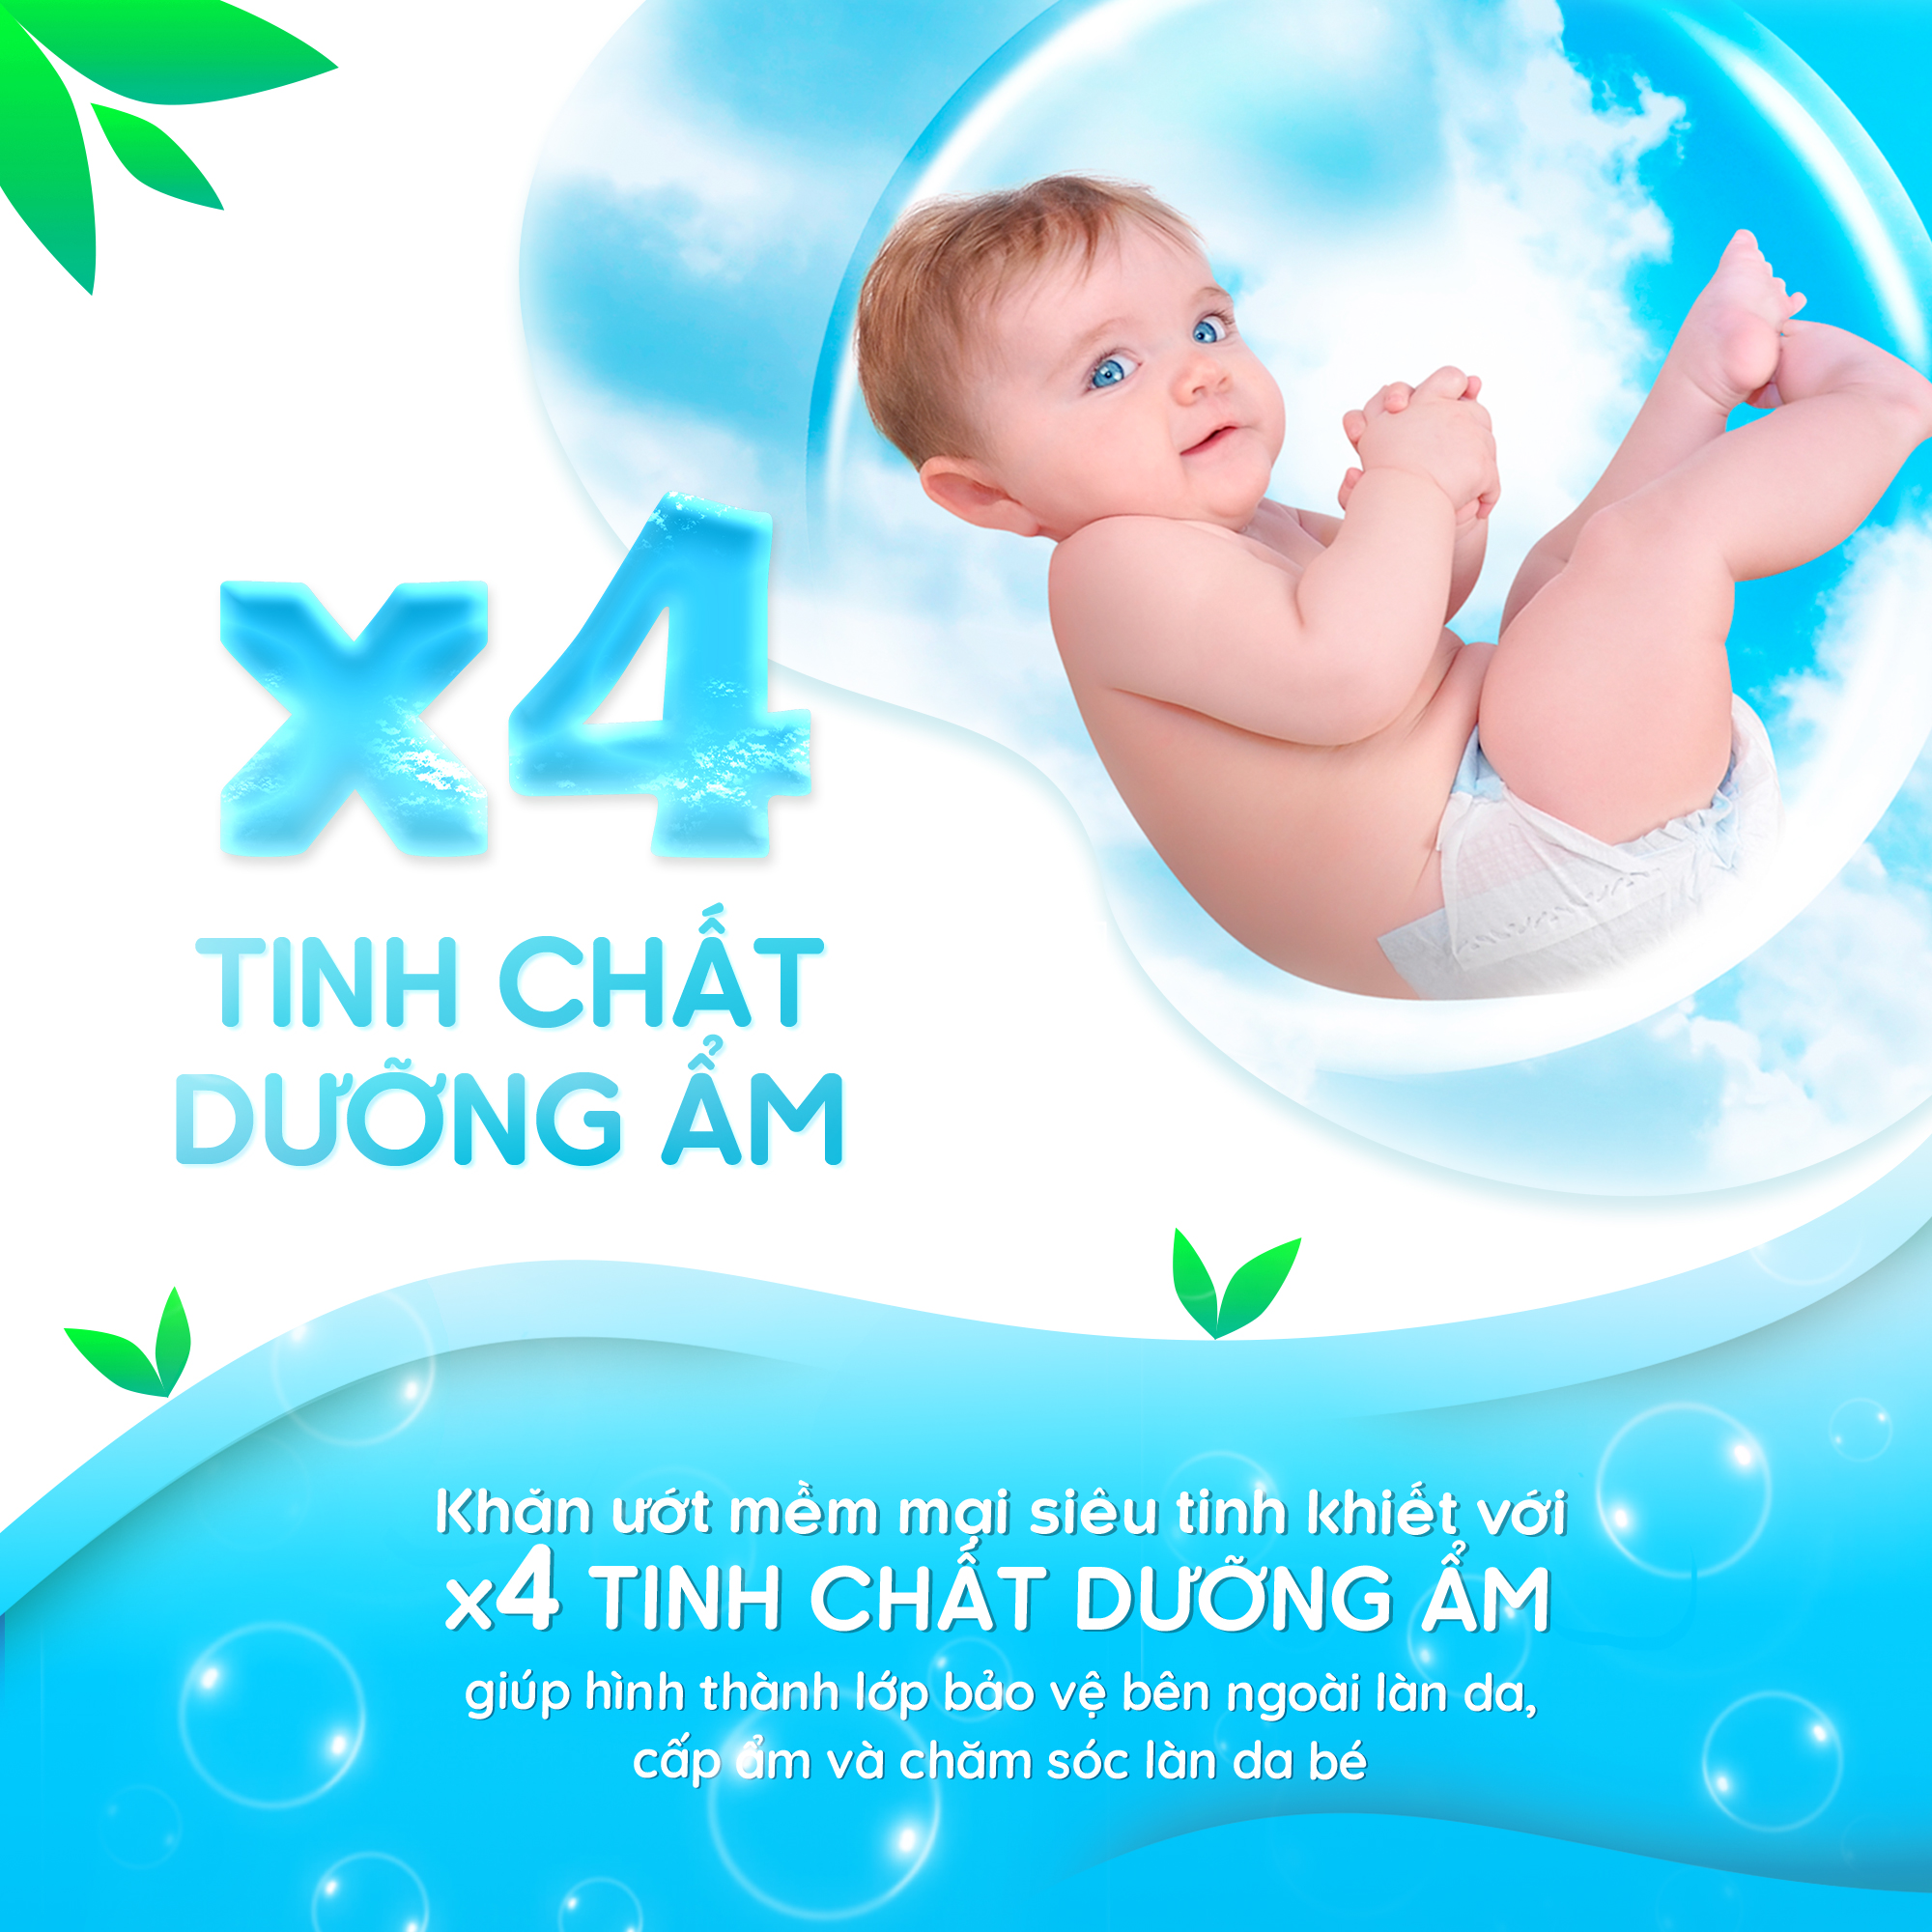 x4
TINH CHẤT
DƯỠNG ẨM
Khăn ướt mềm mại siêu tinh khiết với
x4 TINH CHẤT DƯỠNG ẨM
giúp hình thành lớp bảo vệ bên ngoài làn da,
cấp ẩm và chăm sóc làn da bé